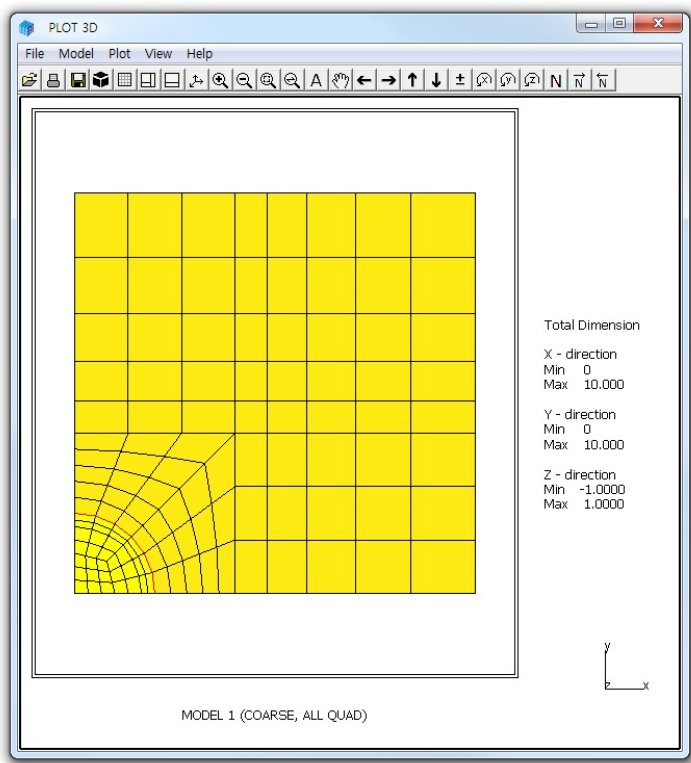 PLOT 3D
File Model Plot View Help
A ± x y z N N N
Total Dimension
X - direction
Min 0
Max 10.000
Y - direction
Min 0
Max 10.000
Z - direction
Min -1.0000
Max 1.0000
y
z x
MODEL 1 (COARSE, ALL QUAD)